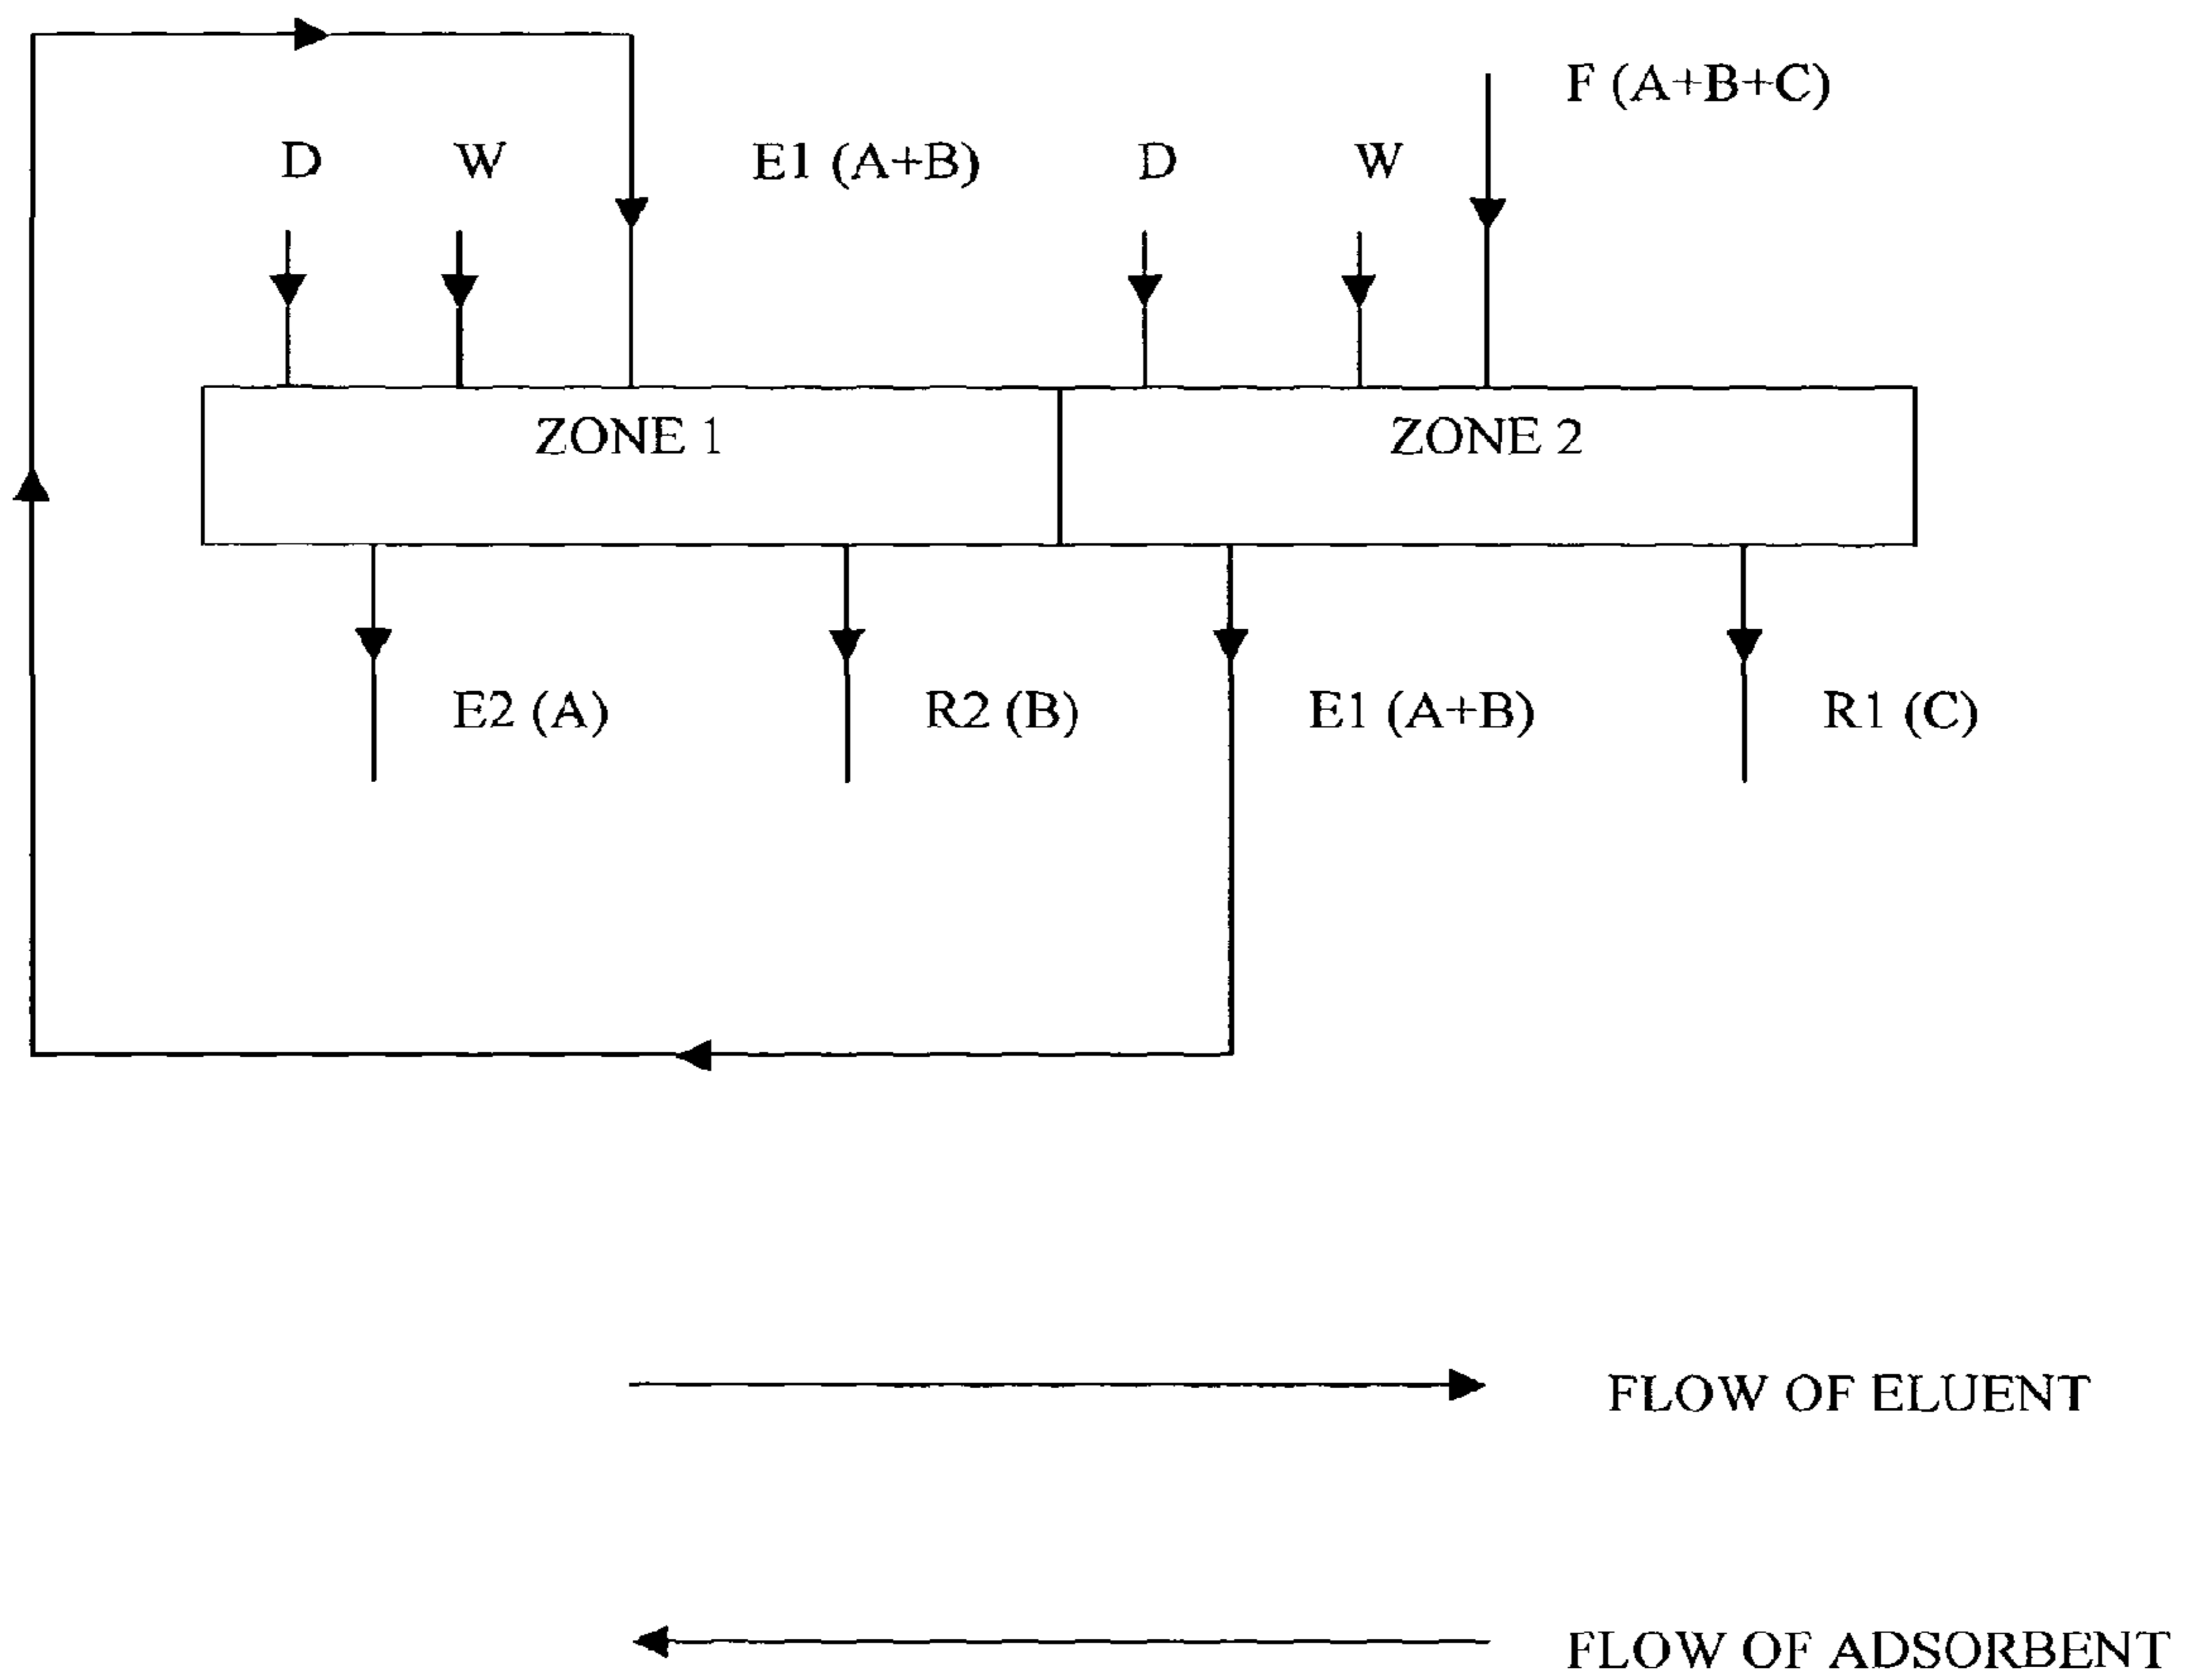 F (A+B+C)
D W E1 (A+B) D W
ZONE 1 ZONE 2
E2 (A) R2 (B) E1 (A+B) R1 (C)
FLOW OF ELUENT
FLOW OF ADSORBENT